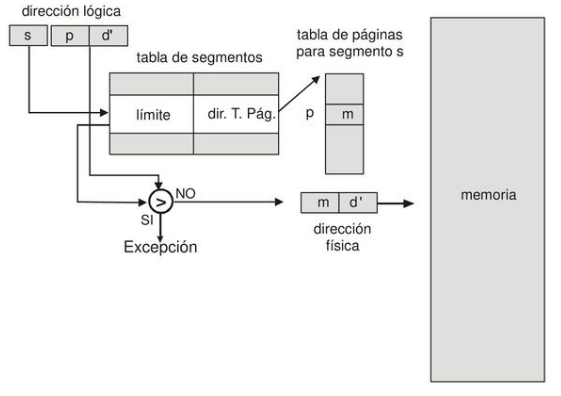 dirección lógica
s p d'
tabla de segmentos
límite dir. T. Pág.
tabla de páginas
para segmento s
p m
> NO
SI
Excepción
m d'
dirección
física
memoria